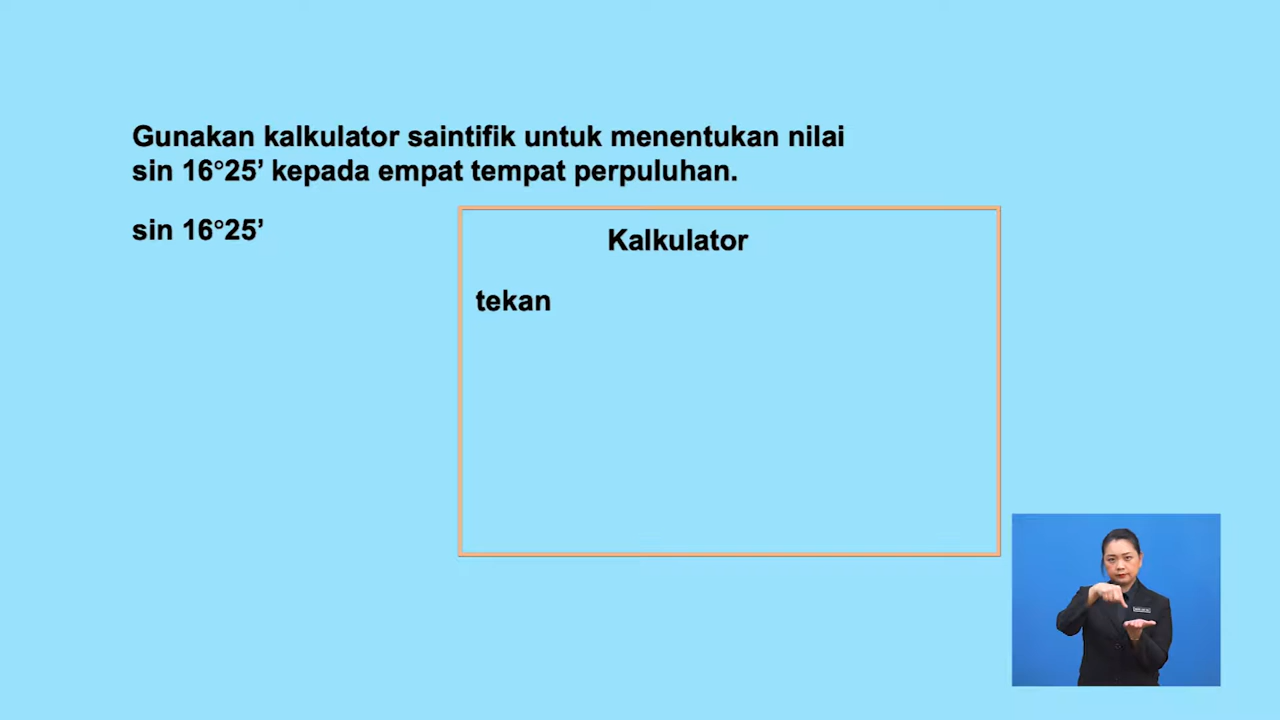 Gunakan kalkulator saintifik untuk menentukan nilai
sin 16°25’ kepada empat tempat perpuluhan.
sin 16°25’
Kalkulator
tekan